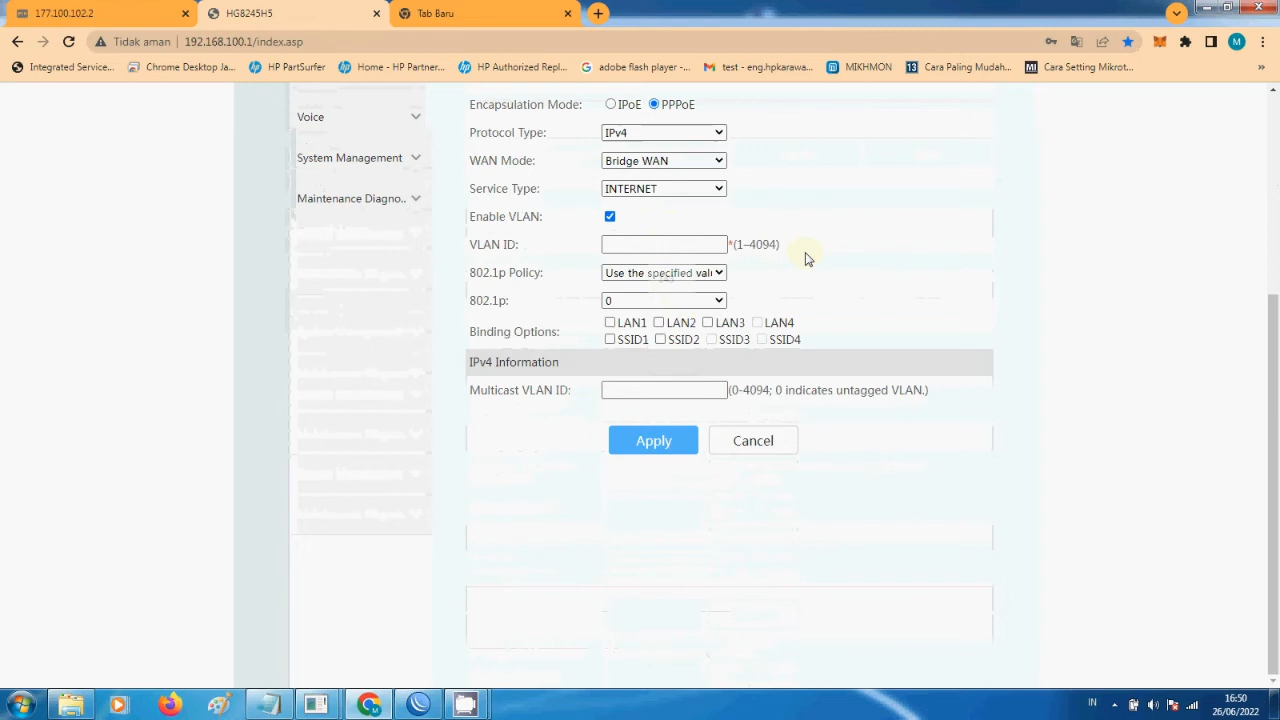 177.100.102.2
HG8245H5
Tab Baru
Tidak aman 192.168.100.1/index.asp
M
Integrated Service...
Chrome Desktop Ja...
HP PartSurfer
Home - HP Partner...
HP Authorized Repl...
adobe flash player -...
test - eng.hpkarawa...
MIKHMON
13 Cara Paling Mudah...
Cara Setting Mikrot...
»
Voice
System Management
Maintenance Diagno..
Encapsulation Mode: IPoE PPPoE
Protocol Type: IPv4
WAN Mode: Bridge WAN
Service Type: INTERNET
Enable VLAN:
VLAN ID: *(1–4094)
802.1p Policy: Use the specified valu
802.1p: 0
Binding Options: LAN1 LAN2 LAN3 LAN4
SSID1 SSID2 SSID3 SSID4
IPv4 Information
Multicast VLAN ID: (0-4094; 0 indicates untagged VLAN.)
Apply Cancel
IN
16:50
26/06/2022